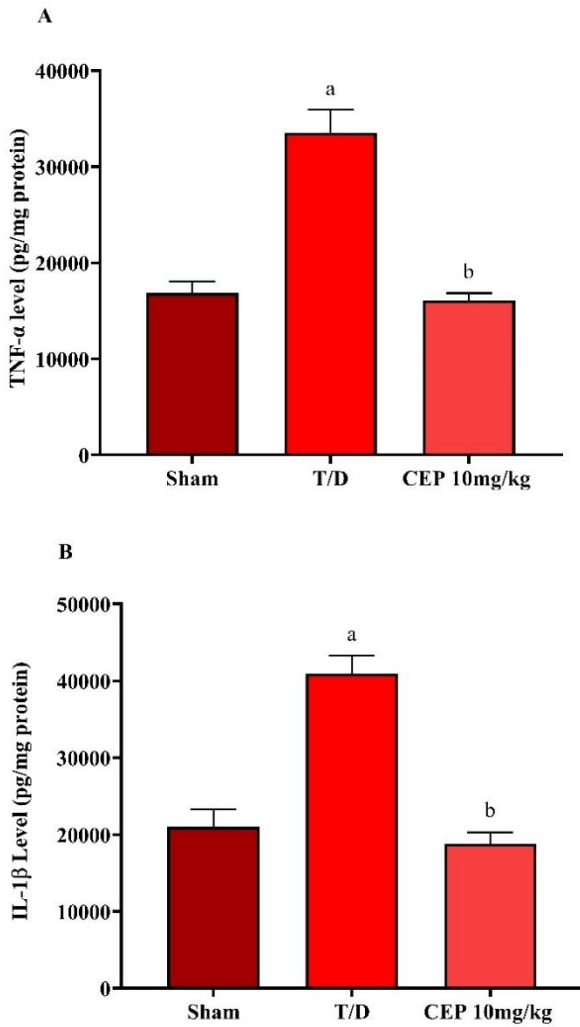 A
TNF-α level (pg/mg protein)
40000
30000
20000
10000
0
a
b
Sham
T/D
CEP 10mg/kg
B
IL-1β Level (pg/mg protein)
50000
40000
30000
20000
10000
0
a
b
Sham
T/D
CEP 10mg/kg